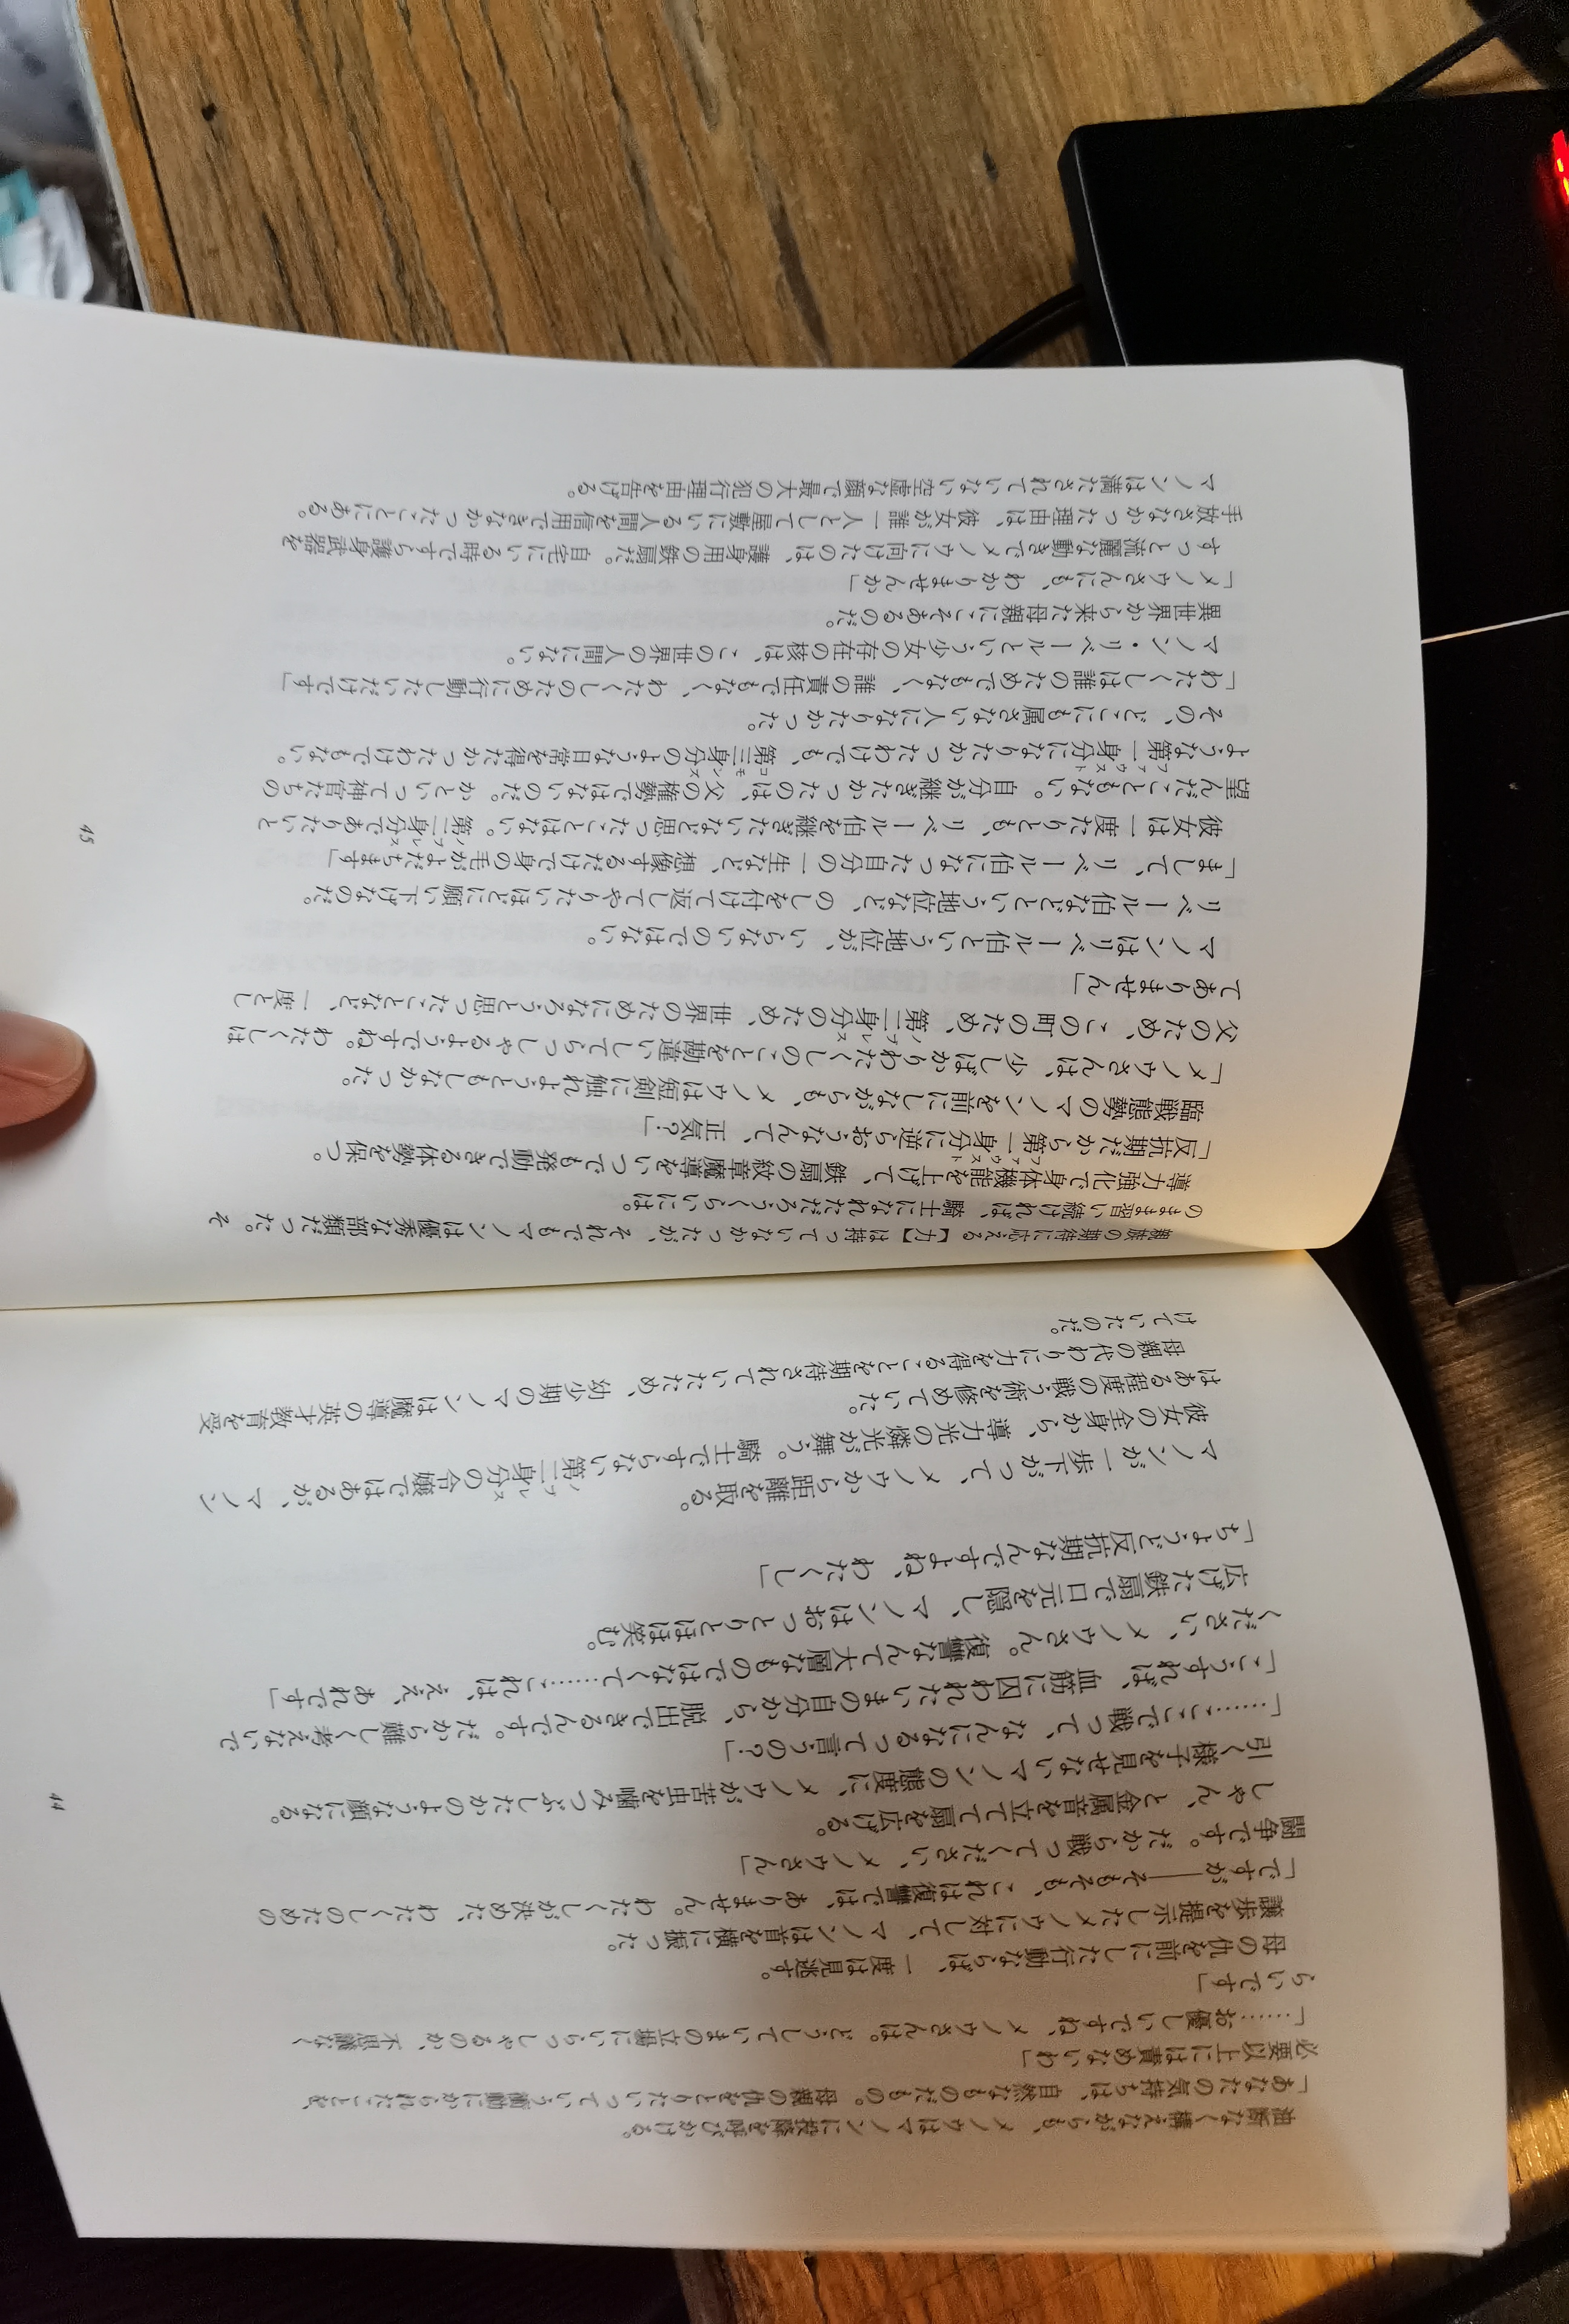 油断なく構えながらも、メノウはマノンに投降を呼びかける。
「あなたの気持ちは、自然なものだもの。母親の仇をとりたいっていう衝動にかられたことを、
必要以上には責めないわ」
「……お優しいですね、メノウさんは。どうしていまの立場にいらっしゃるのか、不思議なく
らいです」
母の仇を前にした行動ならば、一度は見逃す。
譲歩を提示したメノウに対して、マノンは首を横に振った。
「ですが――そもそも、これは復讐では、ありません。わたくしが決めた、わたくしのための
闘争です。だから戦ってください、メノウさん」
しゃん、と金属音を立てて扇を広げる。
引く様子を見せないマノンの態度に、メノウが苦虫を噛みつぶしたかのような顔になる。
「……ここで戦って、なんになるって言うの？」
「こうすれば、血筋に囚われたいまの自分から、脱出できるんです。だから難しく考えないで
ください、メノウさん。復讐なんて大層なものではなくて……これは、ええ、あれです」
広げた鉄扇で口元を隠し、マノンはおっとりとほほ笑む。
「ちょうど反抗期なんですよね、わたくし」
マノンが一歩下がって、メノウから距離を取る。
彼女の全身から、導力光の燐光が舞う。騎士ですらない第二身分の令嬢ではあるが、マノン
ノブレス
はある程度の戦う術を修めていた。
母親の代わりに力を得ることを期待されていたため、幼少期のマノンは魔導の英才教育を受
けていたのだ。
44
親族の期待に応える【力】は持っていなかったが、それでもマノンは優秀な部類だった。そ
のまま習い続ければ、騎士になれただろうくらいには。
導力強化で身体機能を上げて、鉄扇の紋章魔導をいつでも発動できる体勢を保つ。
「反抗期だから第一身分に逆らおうなんて、正気？」
ファウスト
臨戦態勢のマノンを前にしながらも、メノウは短剣に触れようともしなかった。
「メノウさんは、少しばかりわたくしのことを勘違いしてらっしゃるようですね。わたくしは
父のため、この町のため、第二身分のため、世界のためになろうと思ったことなど、一度とし
ノブレス
てありません」
マノンはリベール伯という地位が、いらないのではない。
リベール伯などという地位など、のしを付けて返してやりたいほどに願い下げなのだ。
「まして、リベール伯になった自分の一生など、想像するだけで身の毛がよだちます」
彼女は一度たりとも、リベール伯を継ぎたいなど思ったことはない。第二身分でありたいと
ノブレス
望んだこともない。自分が継ぎたかったのは、父の権勢ではないのだ。かといって神官たちの
ような第一身分になりたかったわけでも、第三身分のような日常を得たかったわけでもない。
ファウスト
コモンズ
その、どこにも属さない人になりたかった。
「わたくしは誰のためでもなく、誰の責任でもなく、わたくしのために行動したいだけです」
マノン・リベールという少女の存在の核は、この世界の人間にない。
異世界から来た母親にこそあるのだ。
「メノウさんにも、わかりませんか」
すっと流麗な動きでメノウに向けたのは、護身用の鉄扇だ。自宅にいる時ですら護身武器を
手放さなかった理由は、彼女が誰一人として屋敷にいる人間を信用できなかったことにある。
マノンは満たされていない空虚な顔で最大の犯行理由を告げる。
45